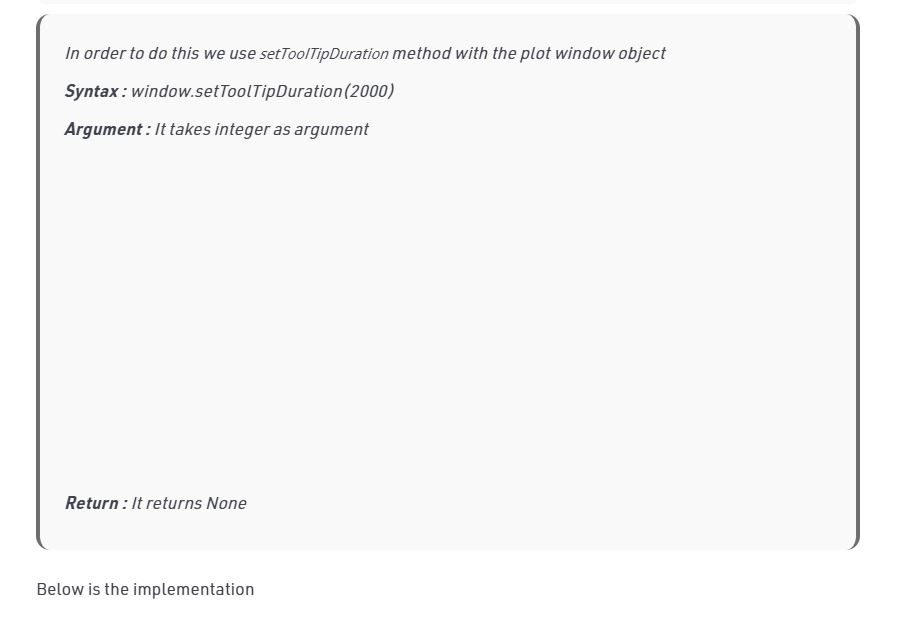 In order to do this we use setToolTipDuration method with the plot window object
Syntax : window.setToolTipDuration(2000)
Argument : It takes integer as argument
Return : It returns None
Below is the implementation